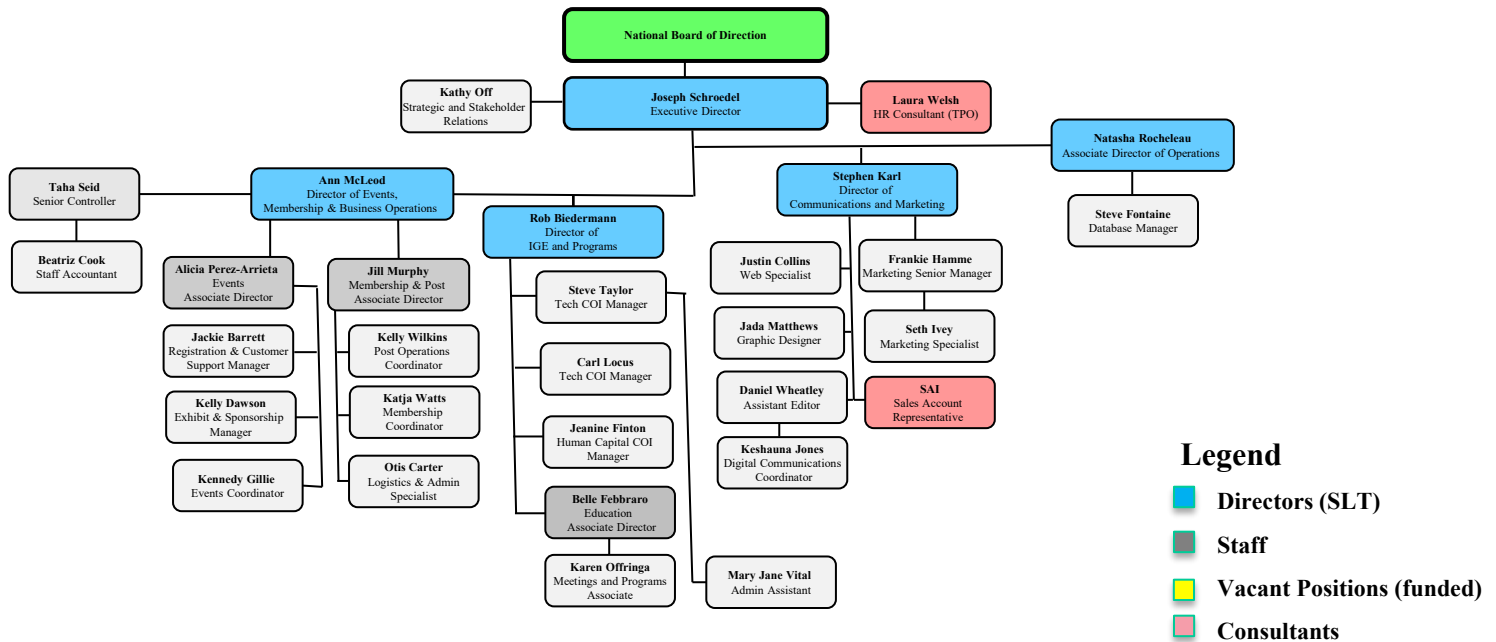 National Board of Direction
Kathy Off
Strategic and Stakeholder
Relations
Joseph Schroedel
Executive Director
Laura Welsh
HR Consultant (TPO)
Natasha Rocheleau
Associate Director of Operations
Steve Fontaine
Database Manager
Taha Seid
Senior Controller
Beatriz Cook
Staff Accountant
Ann McLeod
Director of Events,
Membership & Business Operations
Alicia Perez-Arrieta
Events
Associate Director
Jackie Barrett
Registration & Customer
Support Manager
Kelly Dawson
Exhibit & Sponsorship
Manager
Kennedy Gillie
Events Coordinator
Jill Murphy
Membership & Post
Associate Director
Kelly Wilkins
Post Operations
Coordinator
Katja Watts
Membership
Coordinator
Otis Carter
Logistics & Admin
Specialist
Rob Biedermann
Director of
IGE and Programs
Steve Taylor
Tech COI Manager
Carl Locus
Tech COI Manager
Jeanine Finton
Human Capital COI
Manager
Belle Febbraro
Education
Associate Director
Karen Offringa
Meetings and Programs
Associate
Mary Jane Vital
Admin Assistant
Stephen Karl
Director of
Communications and Marketing
Justin Collins
Web Specialist
Jada Matthews
Graphic Designer
Daniel Wheatley
Assistant Editor
Keshauna Jones
Digital Communications
Coordinator
Frankie Hamme
Marketing Senior Manager
Seth Ivey
Marketing Specialist
SAI
Sales Account
Representative
Legend
Directors (SLT)
Staff
Vacant Positions (funded)
Consultants